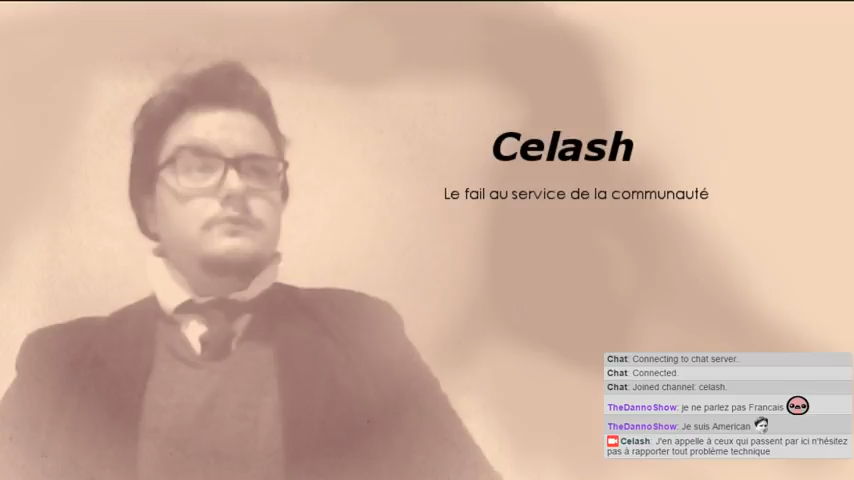 Celash
Le fail au service de la communauté
Chat: Connecting to chat server.
Chat: Connected.
Chat: Joined channel: celash.
TheDannoShow: je ne parlez pas Francais
TheDannoShow: Je suis American
Celash: J'en appelle à ceux qui passent par ici n'hésitez
pas à rapporter tout problème technique